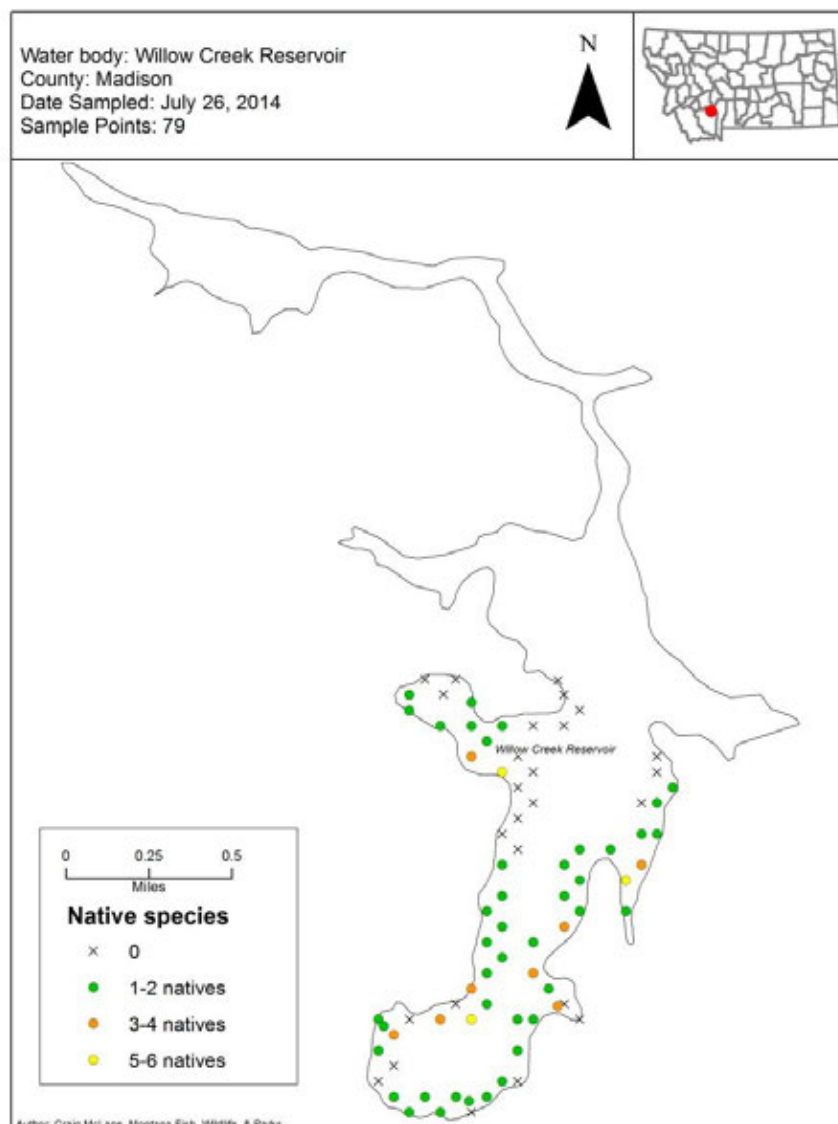 Water body: Willow Creek Reservoir
County: Madison
Date Sampled: July 26, 2014
Sample Points: 79
N
Willow Creek Reservoir
0 0.25 0.5
Miles
Native species
0
1-2 natives
3-4 natives
5-6 natives